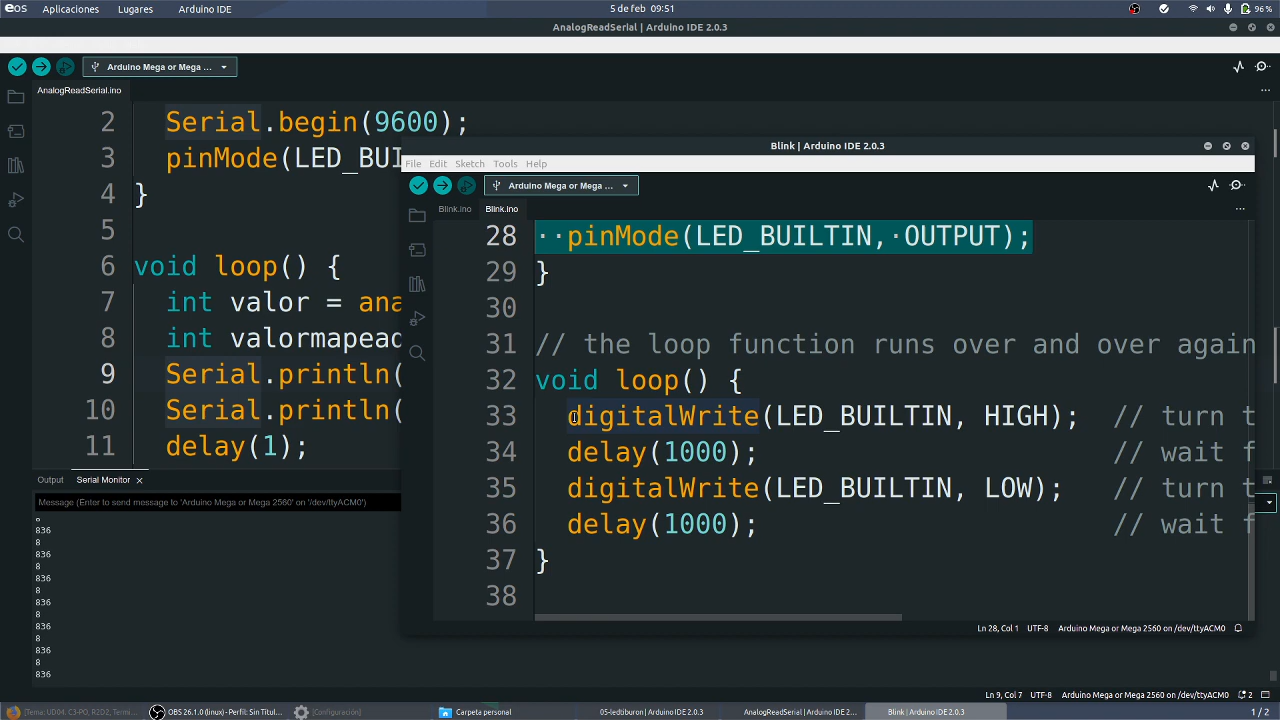 eos Aplicaciones Lugares Arduino IDE 5 de feb 09:51 96 %
AnalogReadSerial | Arduino IDE 2.0.3
Arduino Mega or Mega ...
AnalogReadSerial.ino
2 Serial.begin(9600);
3 pinMode(LED_BUI
4 }
5
6 void loop() {
7 int valor = ana
8 int valormapead
9 Serial.println(
10 Serial.println(
11 delay(1);
Output Serial Monitor
Message (Enter to send message to 'Arduino Mega or Mega 2560' on '/dev/ttyACM0')
8
836
8
836
8
836
8
836
8
836
8
836
8
836
Blink | Arduino IDE 2.0.3
File Edit Sketch Tools Help
Arduino Mega or Mega ...
Blink.ino Blink.ino
28 ··pinMode(LED_BUILTIN,·OUTPUT);
29 }
30
31 // the loop function runs over and over again
32 void loop() {
33 digitalWrite(LED_BUILTIN, HIGH); // turn t
34 delay(1000); // wait f
35 digitalWrite(LED_BUILTIN, LOW); // turn t
36 delay(1000); // wait f
37 }
38
Ln 28, Col 1 UTF-8 Arduino Mega or Mega 2560 on /dev/ttyACM0
Ln 9, Col 7 UTF-8 Arduino Mega or Mega 2560 on /dev/ttyACM0 2
[Tema: UD04. C3-PO, R2D2, Termi... OBS 26.1.0 (linux) - Perfil: Sin Títul... [Configuración] Carpeta personal 05-ledtiburon | Arduino IDE 2.0.3 AnalogReadSerial | Arduino IDE 2... Blink | Arduino IDE 2.0.3 1 / 2